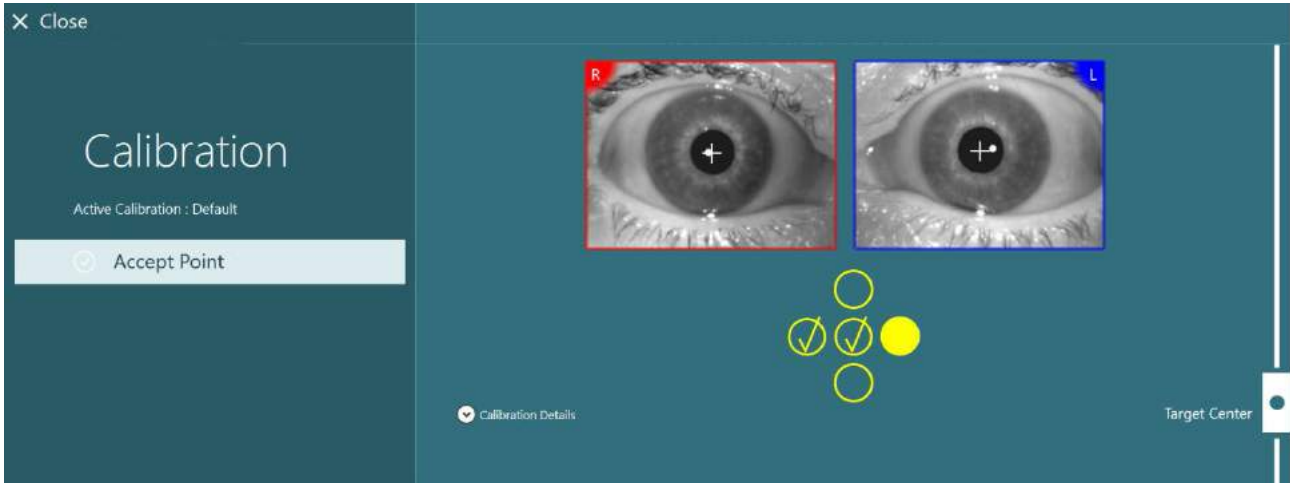 Close
Calibration
Active Calibration : Default
Accept Point
R
L
Calibration Details
Target Center